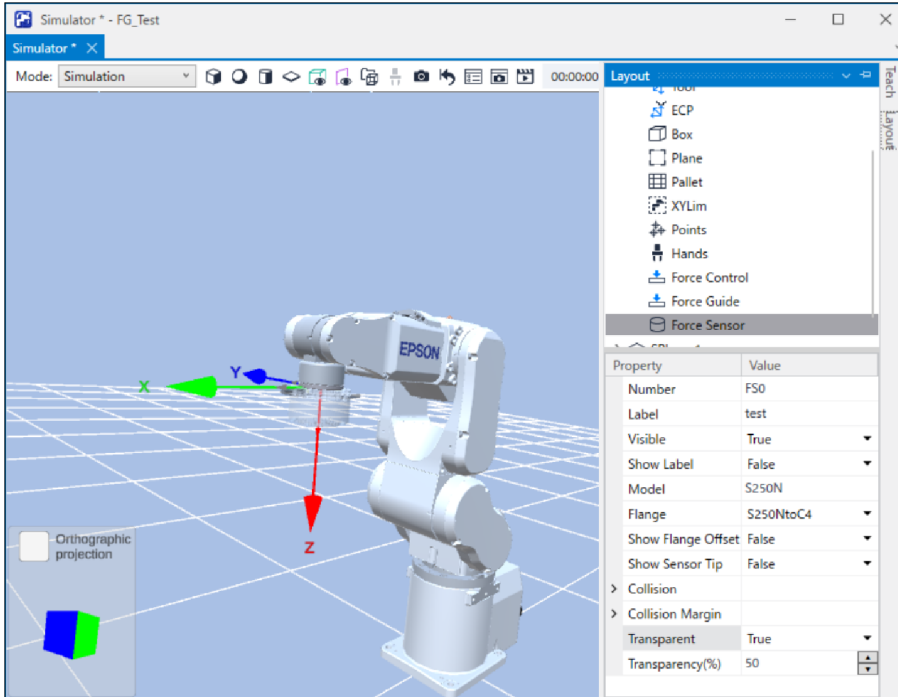 Simulator * - FG_Test
Simulator *
Mode: Simulation
00:00:00
Layout
Teach
Layout
Tool
ECP
Box
Plane
Pallet
XYLim
Points
Hands
Force Control
Force Guide
Force Sensor
EPSON
X
Y
Z
Orthographic
projection
Property Value
Number FS0
Label test
Visible True
Show Label False
Model S250N
Flange S250NtoC4
Show Flange Offset False
Show Sensor Tip False
Collision
Collision Margin
Transparent True
Transparency(%) 50